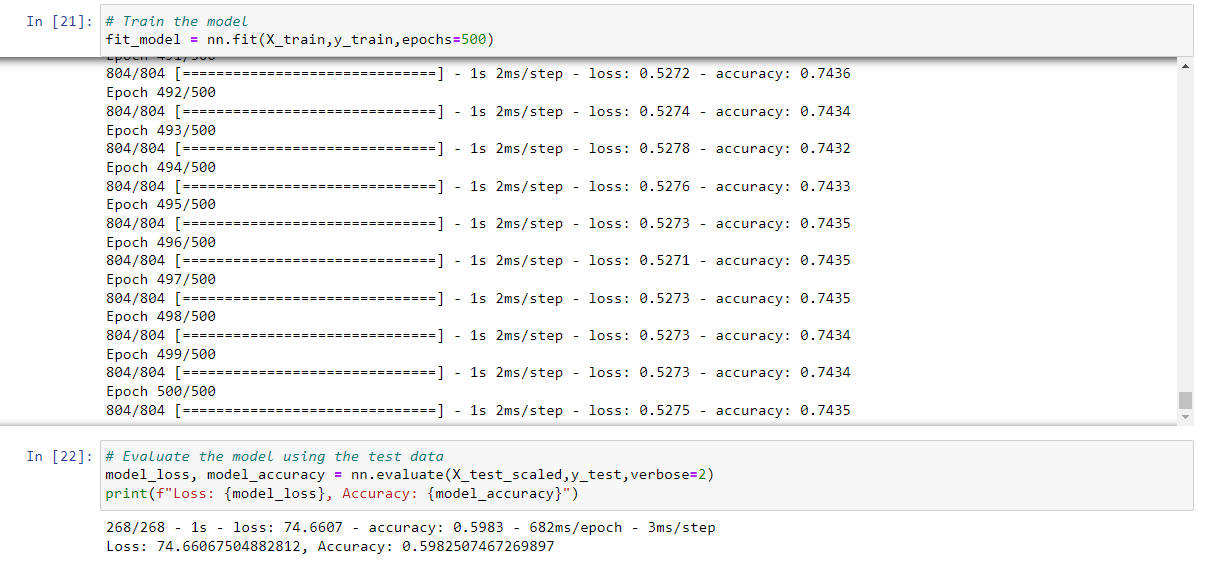 In [21]: # Train the model
fit_model = nn.fit(X_train,y_train,epochs=500)
Epoch 491/500
804/804 [==============================] - 1s 2ms/step - loss: 0.5272 - accuracy: 0.7436
Epoch 492/500
804/804 [==============================] - 1s 2ms/step - loss: 0.5274 - accuracy: 0.7434
Epoch 493/500
804/804 [==============================] - 1s 2ms/step - loss: 0.5278 - accuracy: 0.7432
Epoch 494/500
804/804 [==============================] - 1s 2ms/step - loss: 0.5276 - accuracy: 0.7433
Epoch 495/500
804/804 [==============================] - 1s 2ms/step - loss: 0.5273 - accuracy: 0.7435
Epoch 496/500
804/804 [==============================] - 1s 2ms/step - loss: 0.5271 - accuracy: 0.7435
Epoch 497/500
804/804 [==============================] - 1s 2ms/step - loss: 0.5273 - accuracy: 0.7435
Epoch 498/500
804/804 [==============================] - 1s 2ms/step - loss: 0.5273 - accuracy: 0.7434
Epoch 499/500
804/804 [==============================] - 1s 2ms/step - loss: 0.5273 - accuracy: 0.7434
Epoch 500/500
804/804 [==============================] - 1s 2ms/step - loss: 0.5275 - accuracy: 0.7435
In [22]: # Evaluate the model using the test data
model_loss, model_accuracy = nn.evaluate(X_test_scaled,y_test,verbose=2)
print(f"Loss: {model_loss}, Accuracy: {model_accuracy}")
268/268 - 1s - loss: 74.6607 - accuracy: 0.5983 - 682ms/epoch - 3ms/step
Loss: 74.66067504882812, Accuracy: 0.5982507467269897